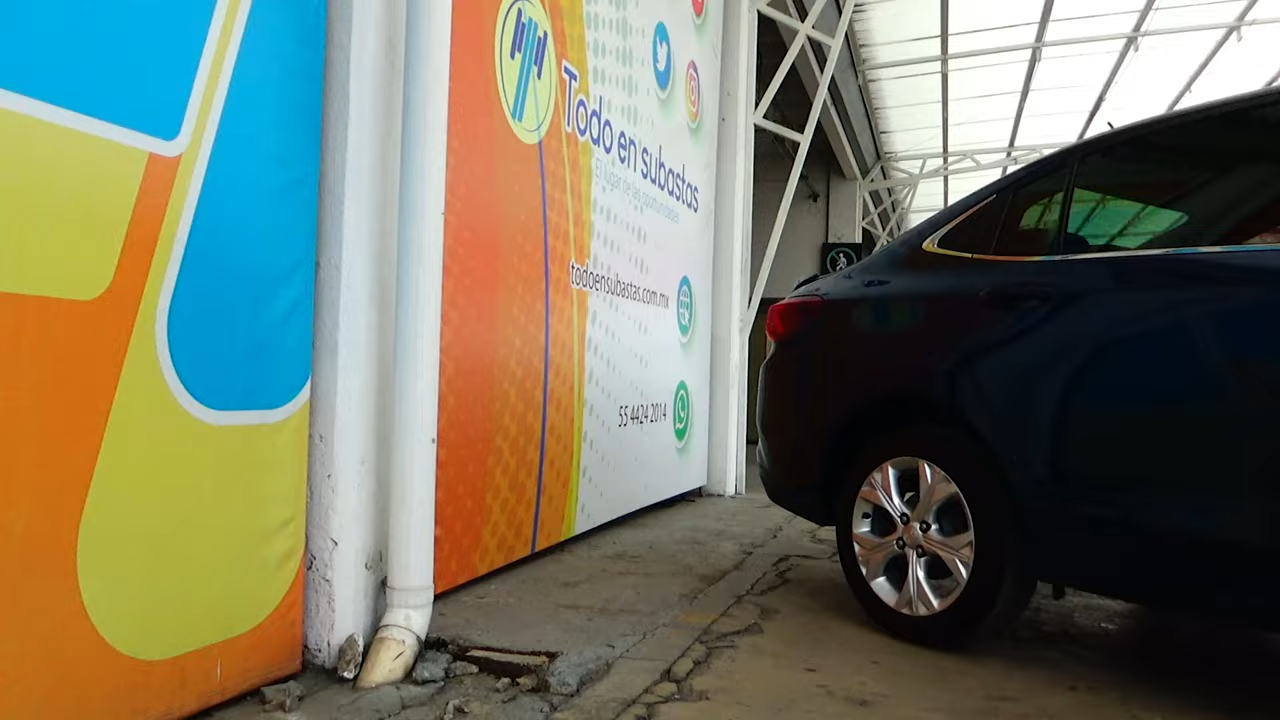 Todo en subastas
El lugar de las oportunidades
todoensubastas.com.mx
55 4424 2014